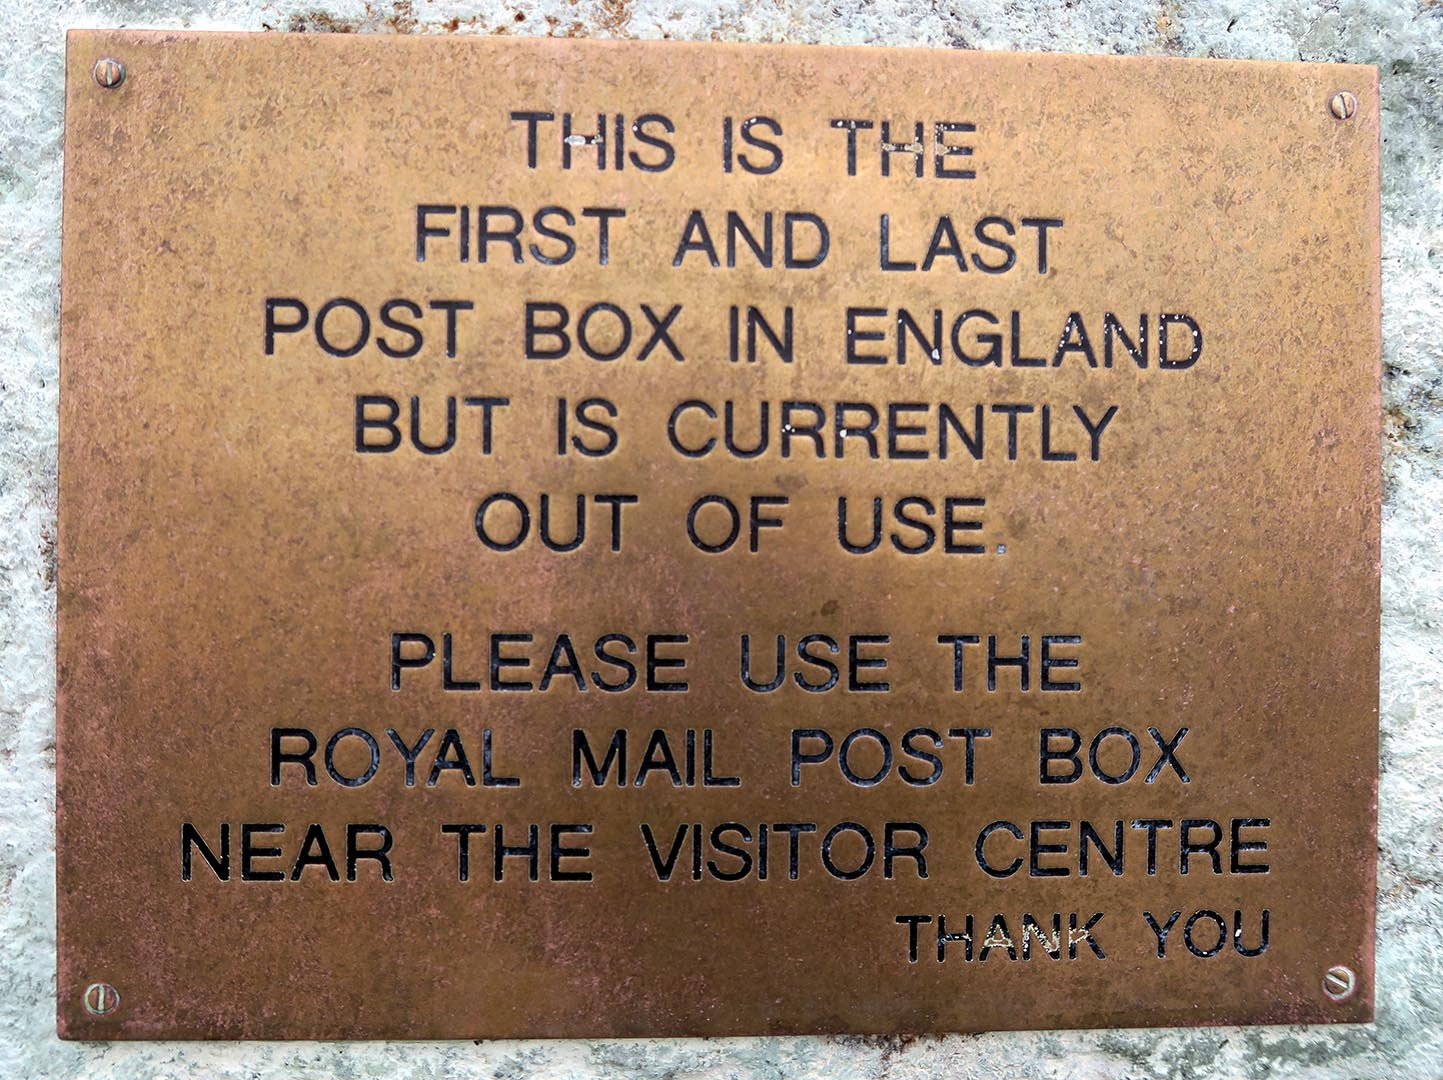 THIS IS THE
FIRST AND LAST
POST BOX IN ENGLAND
BUT IS CURRENTLY
OUT OF USE.
PLEASE USE THE
ROYAL MAIL POST BOX
NEAR THE VISITOR CENTRE
THANK YOU